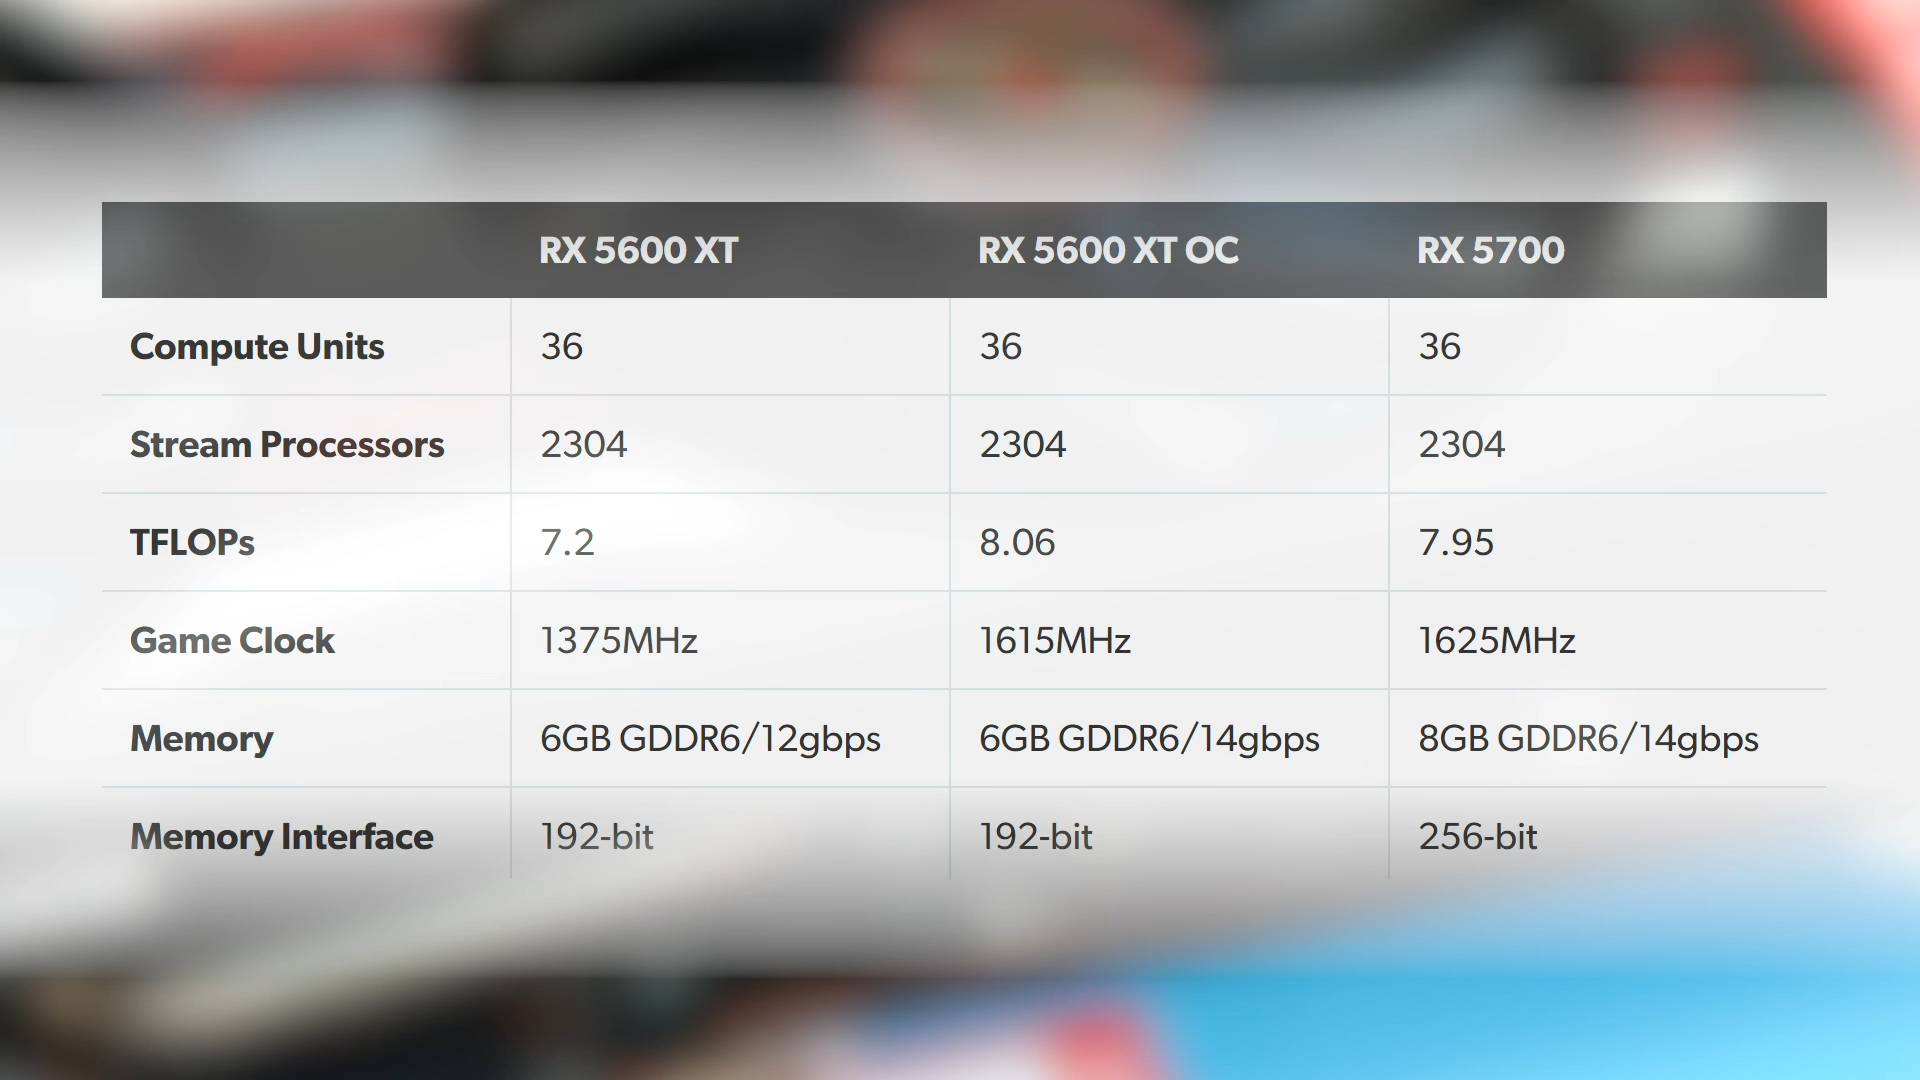 RX 5600 XT RX 5600 XT OC RX 5700
Compute Units 36 36 36
Stream Processors 2304 2304 2304
TFLOPs 7.2 8.06 7.95
Game Clock 1375MHz 1615MHz 1625MHz
Memory 6GB GDDR6/12gbps 6GB GDDR6/14gbps 8GB GDDR6/14gbps
Memory Interface 192-bit 192-bit 256-bit